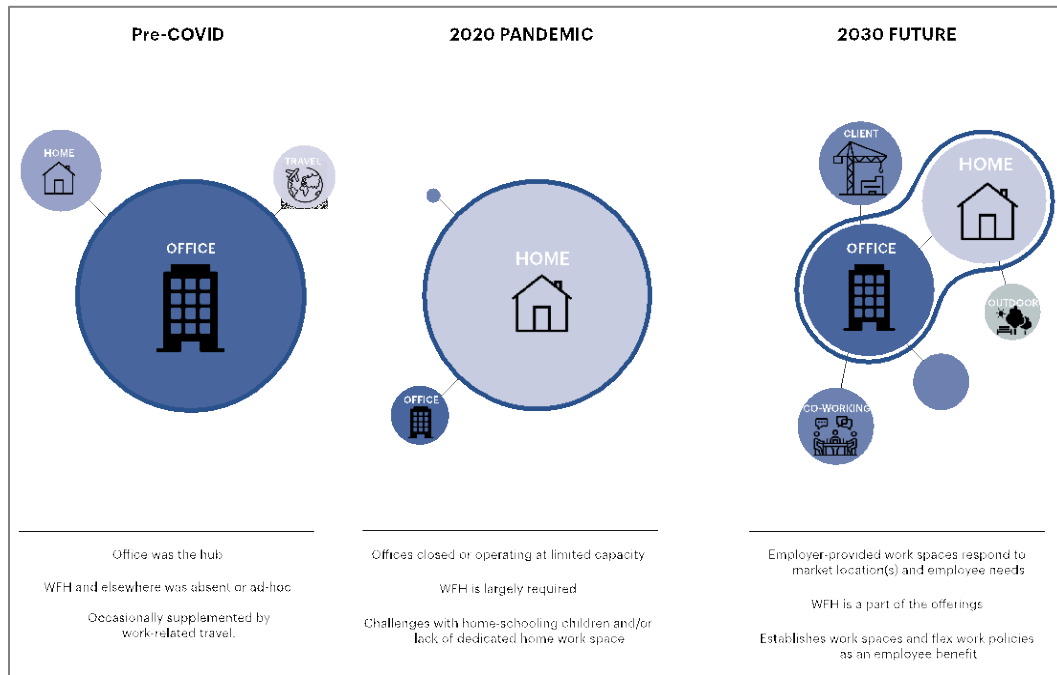 Pre-COVID
2020 PANDEMIC
2030 FUTURE
HOME
TRAVEL
OFFICE
HOME
OFFICE
CLIENT
HOME
OFFICE
OUTDOOR
CO-WORKING
Office was the hub
WFH and elsewhere was absent or ad-hoc
Occasionally supplemented by
work-related travel.
Offices closed or operating at limited capacity
WFH is largely required
Challenges with home-schooling children and/or
lack of dedicated home work space
Employer-provided work spaces respond to
market location(s) and employee needs
WFH is a part of the offerings
Establishes work spaces and flex work policies
as an employee benefit